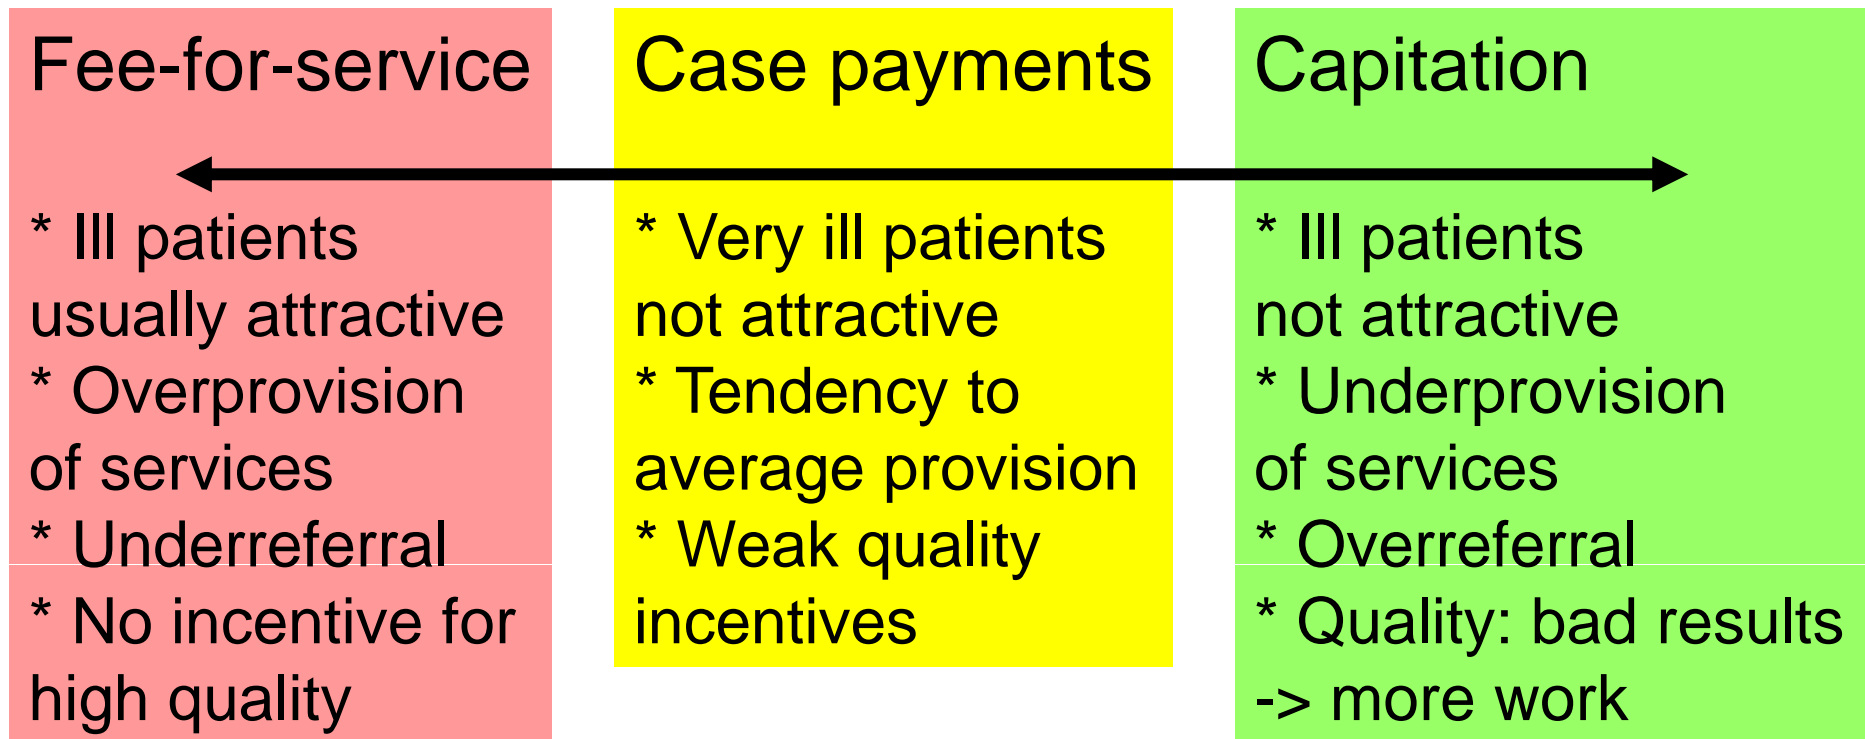 Fee-for-service
* Ill patients
usually attractive
* Overprovision
of services
* Underreferral
* No incentive for
high quality
Case payments
* Very ill patients
not attractive
* Tendency to
average provision
* Weak quality
incentives
Capitation
* Ill patients
not attractive
* Underprovision
of services
* Overreferral
* Quality: bad results
-> more work